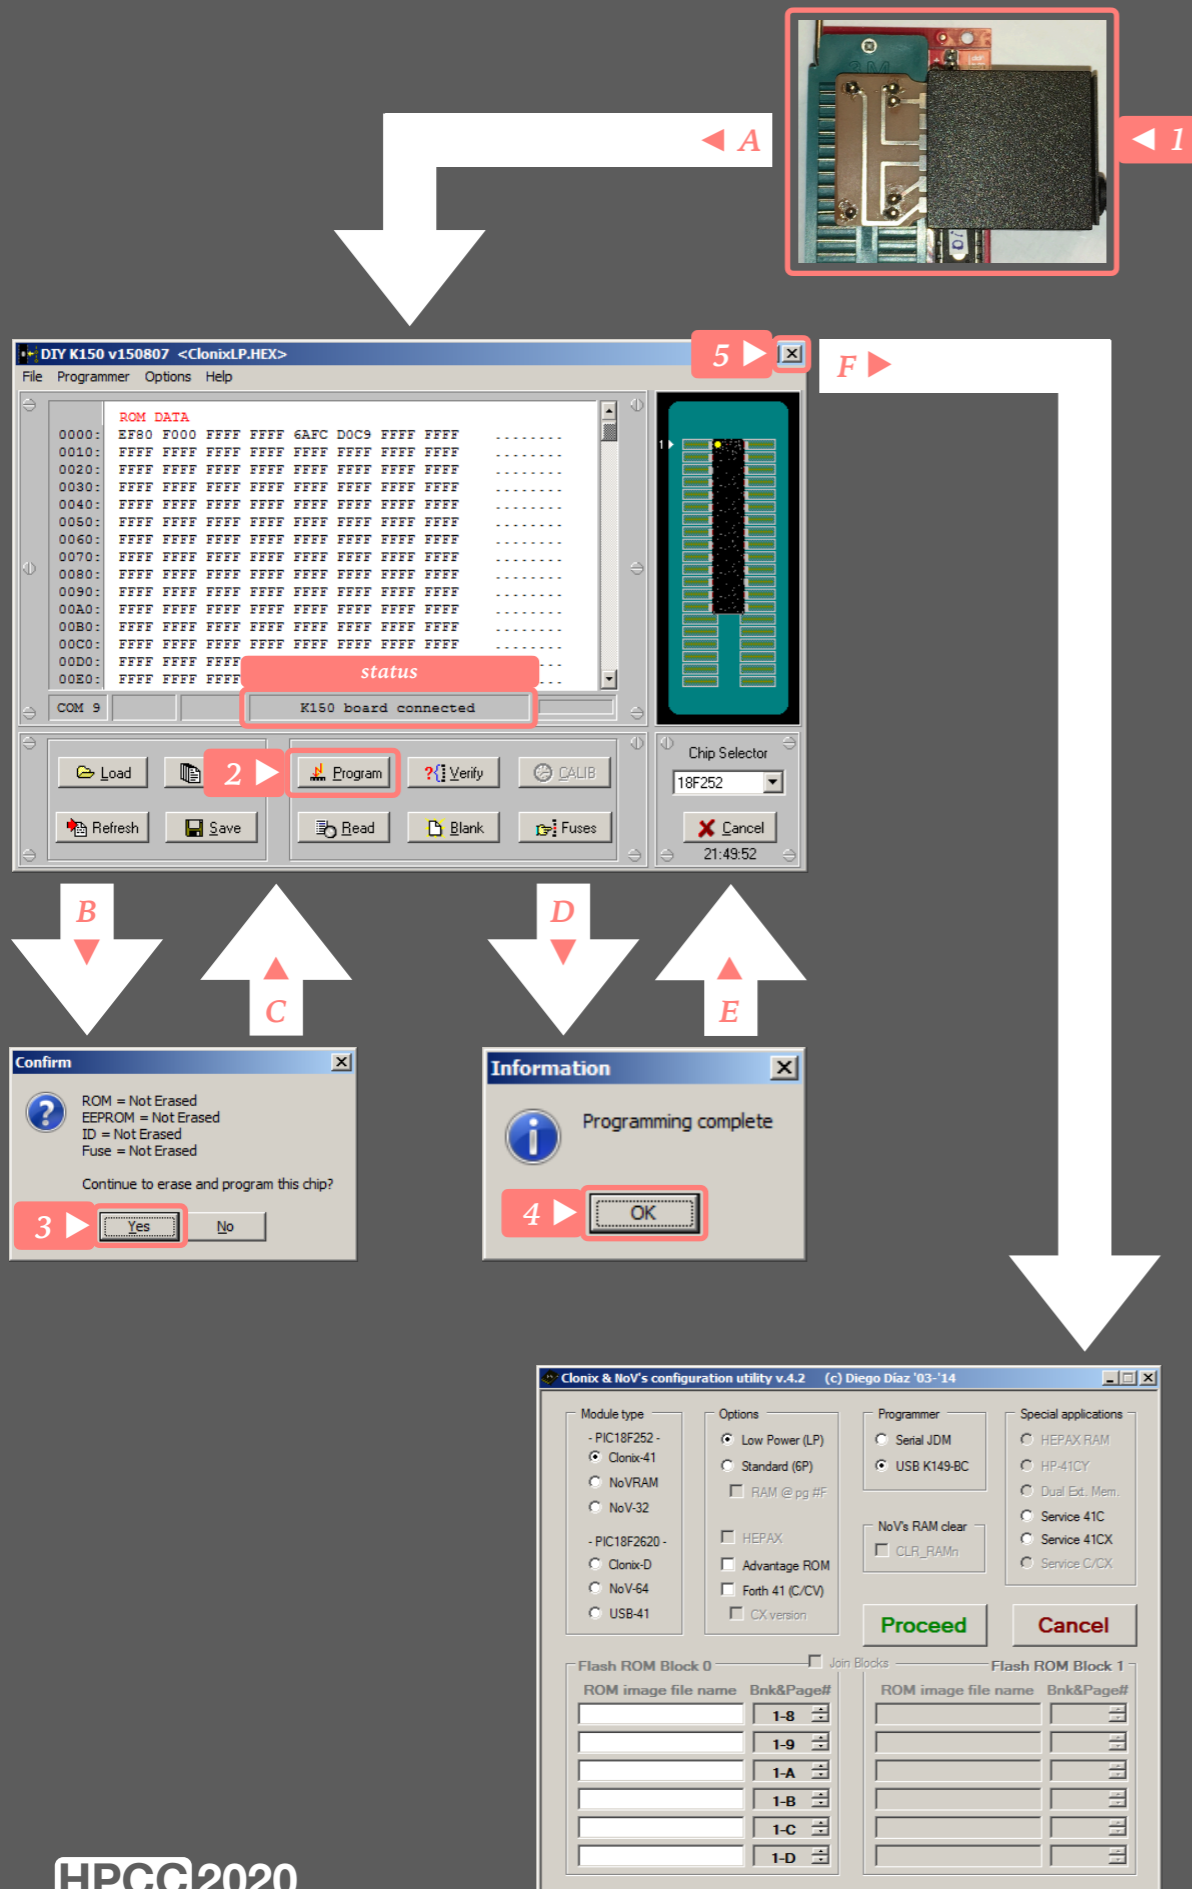 1
A
5
F
DIY K150 v150807 <ClonixLP.HEX>
File Programmer Options Help
ROM DATA
0000: EF80 F000 FFFF FFFF 6AFC D0C9 FFFF FFFF ........
0010: FFFF FFFF FFFF FFFF FFFF FFFF FFFF FFFF ........
0020: FFFF FFFF FFFF FFFF FFFF FFFF FFFF FFFF ........
0030: FFFF FFFF FFFF FFFF FFFF FFFF FFFF FFFF ........
0040: FFFF FFFF FFFF FFFF FFFF FFFF FFFF FFFF ........
0050: FFFF FFFF FFFF FFFF FFFF FFFF FFFF FFFF ........
0060: FFFF FFFF FFFF FFFF FFFF FFFF FFFF FFFF ........
0070: FFFF FFFF FFFF FFFF FFFF FFFF FFFF FFFF ........
0080: FFFF FFFF FFFF FFFF FFFF FFFF FFFF FFFF ........
0090: FFFF FFFF FFFF FFFF FFFF FFFF FFFF FFFF ........
00A0: FFFF FFFF FFFF FFFF FFFF FFFF FFFF FFFF ........
00B0: FFFF FFFF FFFF FFFF FFFF FFFF FFFF FFFF ........
00C0: FFFF FFFF FFFF FFFF FFFF FFFF FFFF FFFF ........
00D0: FFFF FFFF FFFF ...
00E0: FFFF FFFF FFFF ...
status
COM 9 K150 board connected
1
Load 2 Program Verify CALIB
Refresh Save Read Blank Fuses
Chip Selector
18F252
Cancel
21:49:52
B
C
D
E
Confirm
ROM = Not Erased
EEPROM = Not Erased
ID = Not Erased
Fuse = Not Erased
Continue to erase and program this chip?
3 Yes No
Information
Programming complete
4 OK
Clonix & NoV's configuration utility v.4.2 (c) Diego Díaz '03-'14
Module type
- PIC18F252 -
Clonix-41
NoVRAM
NoV-32
- PIC18F2620 -
Clonix-D
NoV-64
USB-41
Options
Low Power (LP)
Standard (6P)
RAM @ pg #F
HEPAX
Advantage ROM
Forth 41 (C/CV)
CX version
Programmer
Serial JDM
USB K149-BC
NoV's RAM clear
CLR_RAMn
Special applications
HEPAX RAM
HP-41CY
Dual Ext. Mem.
Service 41C
Service 41CX
Service C/CX
Proceed Cancel
Flash ROM Block 0 Join Blocks Flash ROM Block 1
ROM image file name Bnk&Page# ROM image file name Bnk&Page#
1-8
1-9
1-A
1-B
1-C
1-D
HPCC 2020